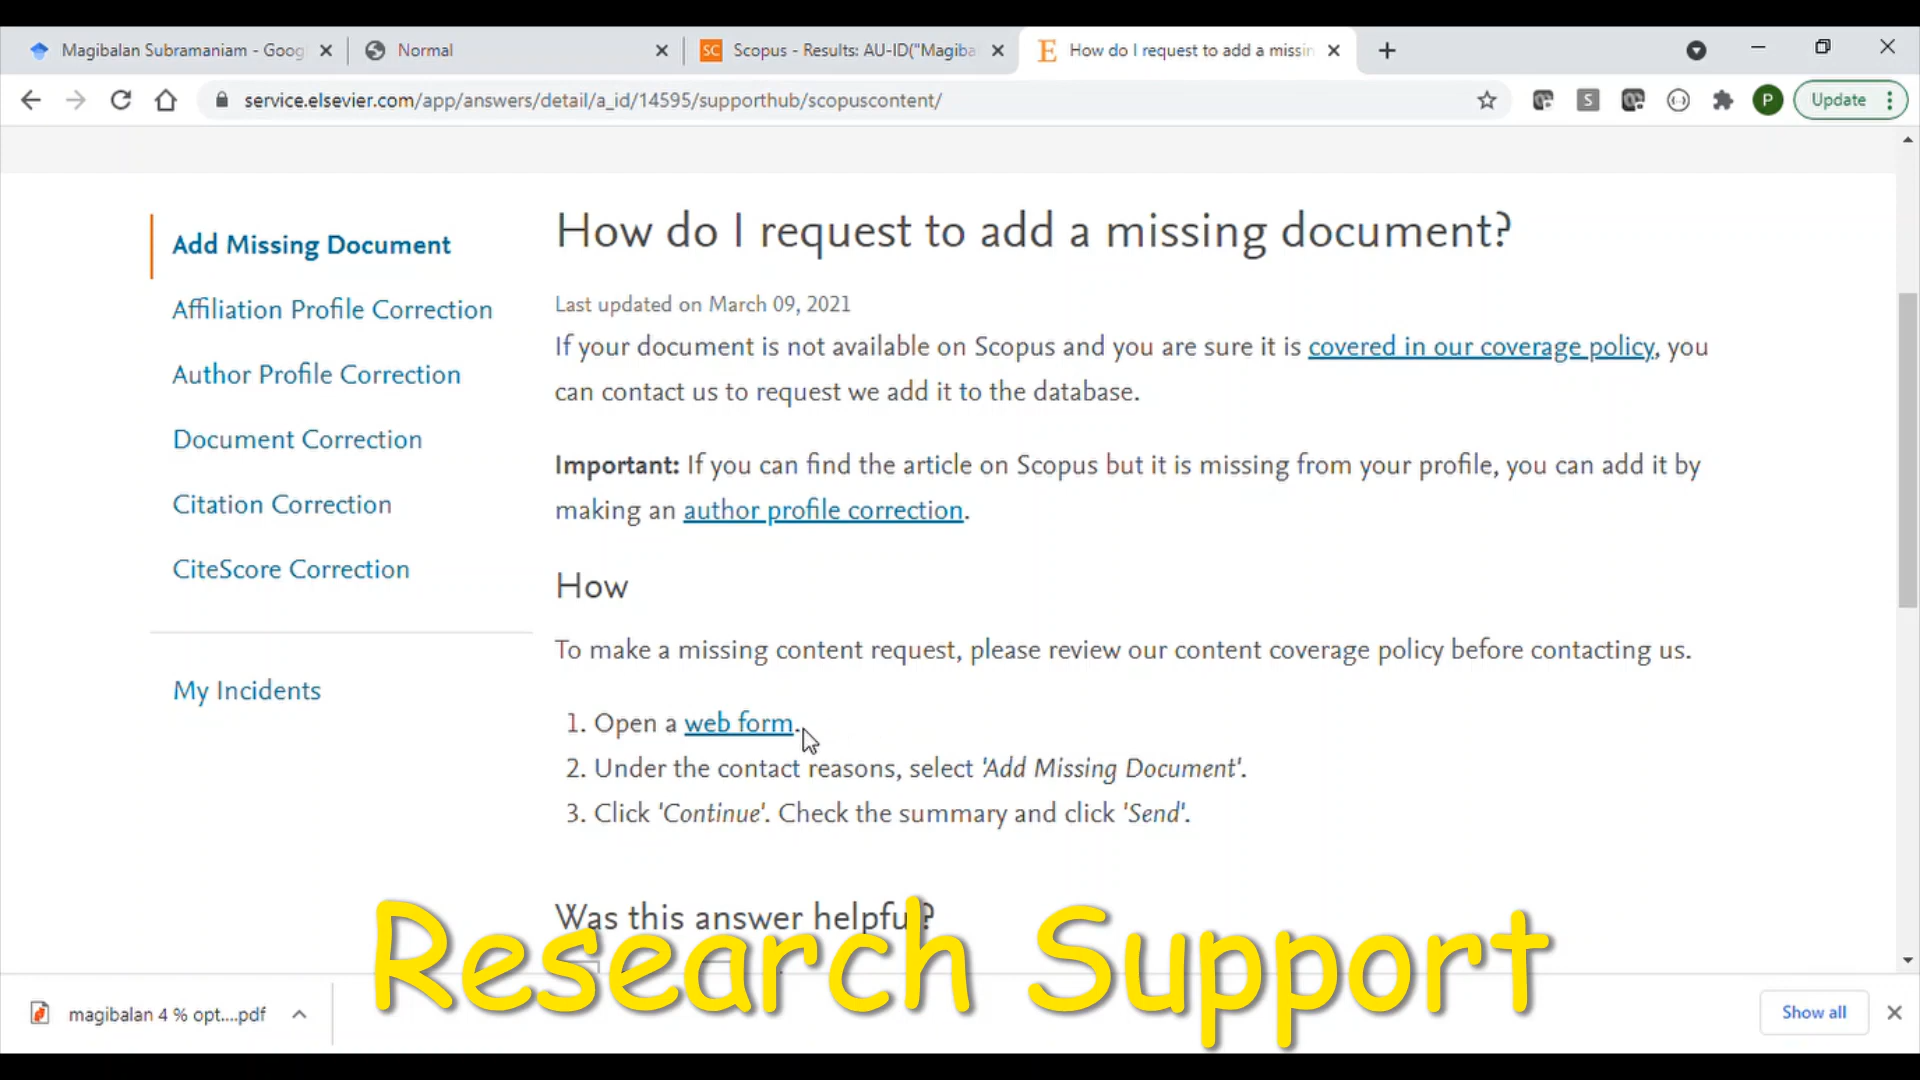 Magibalan Subramaniam - Goog
Normal
Scopus - Results: AU-ID("Magiba
How do I request to add a missin
service.elsevier.com/app/answers/detail/a_id/14595/supporthub/scopuscontent/
P
Update
Add Missing Document
Affiliation Profile Correction
Author Profile Correction
Document Correction
Citation Correction
CiteScore Correction
My Incidents
How do I request to add a missing document?
Last updated on March 09, 2021
If your document is not available on Scopus and you are sure it is covered in our coverage policy, you
can contact us to request we add it to the database.
Important: If you can find the article on Scopus but it is missing from your profile, you can add it by
making an author profile correction.
How
To make a missing content request, please review our content coverage policy before contacting us.
1. Open a web form.
2. Under the contact reasons, select 'Add Missing Document'.
3. Click 'Continue'. Check the summary and click 'Send'.
Was this answer helpful?
Research Support
magibalan 4 % opt....pdf
Show all